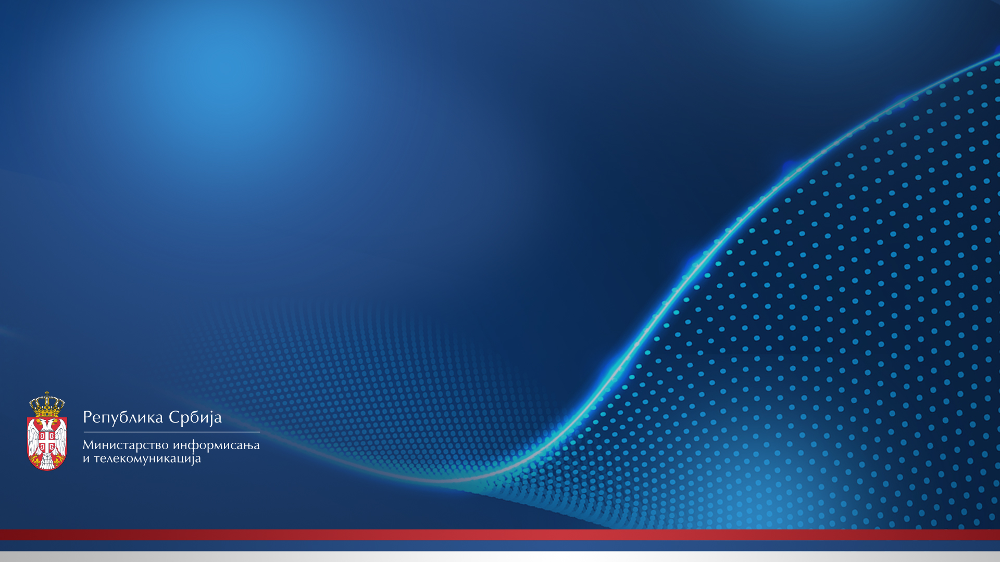 Република Србија
Министарство информисања
и телекомуникација